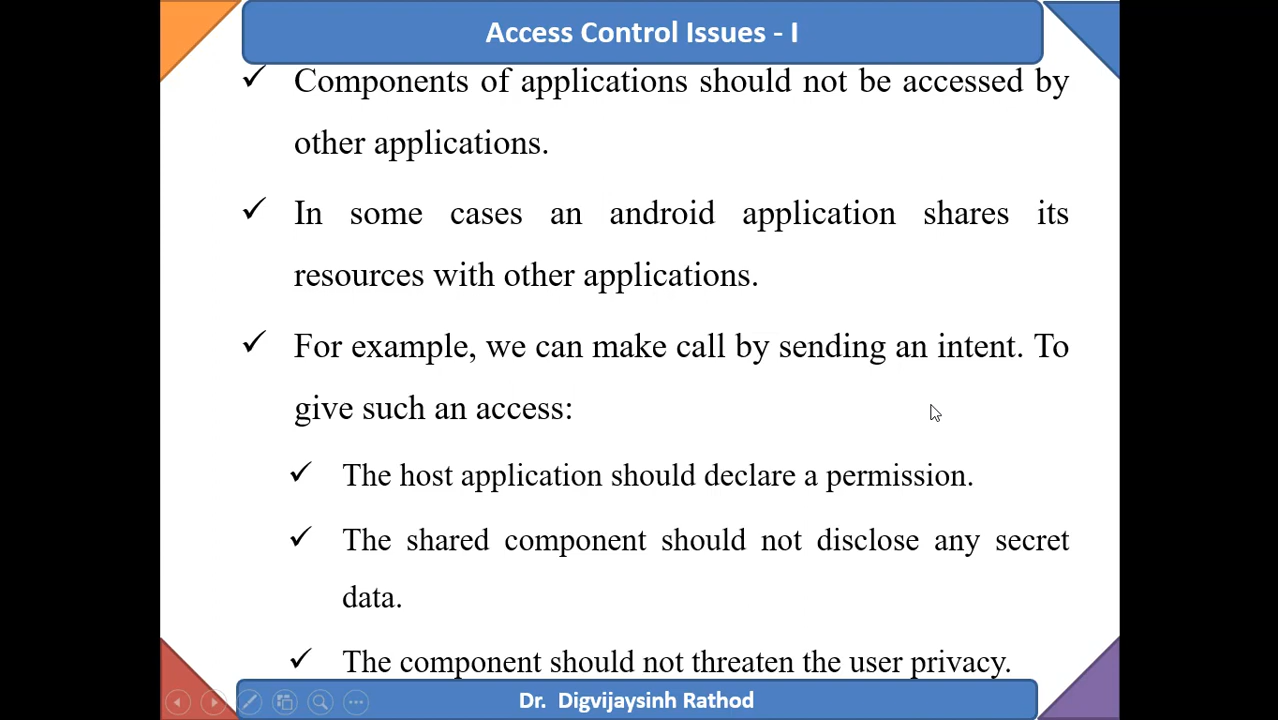 Access Control Issues - I
✓ Components of applications should not be accessed by
other applications.
✓ In some cases an android application shares its
resources with other applications.
✓ For example, we can make call by sending an intent. To
give such an access:
✓ The host application should declare a permission.
✓ The shared component should not disclose any secret
data.
✓ The component should not threaten the user privacy.
Dr. Digvijaysinh Rathod